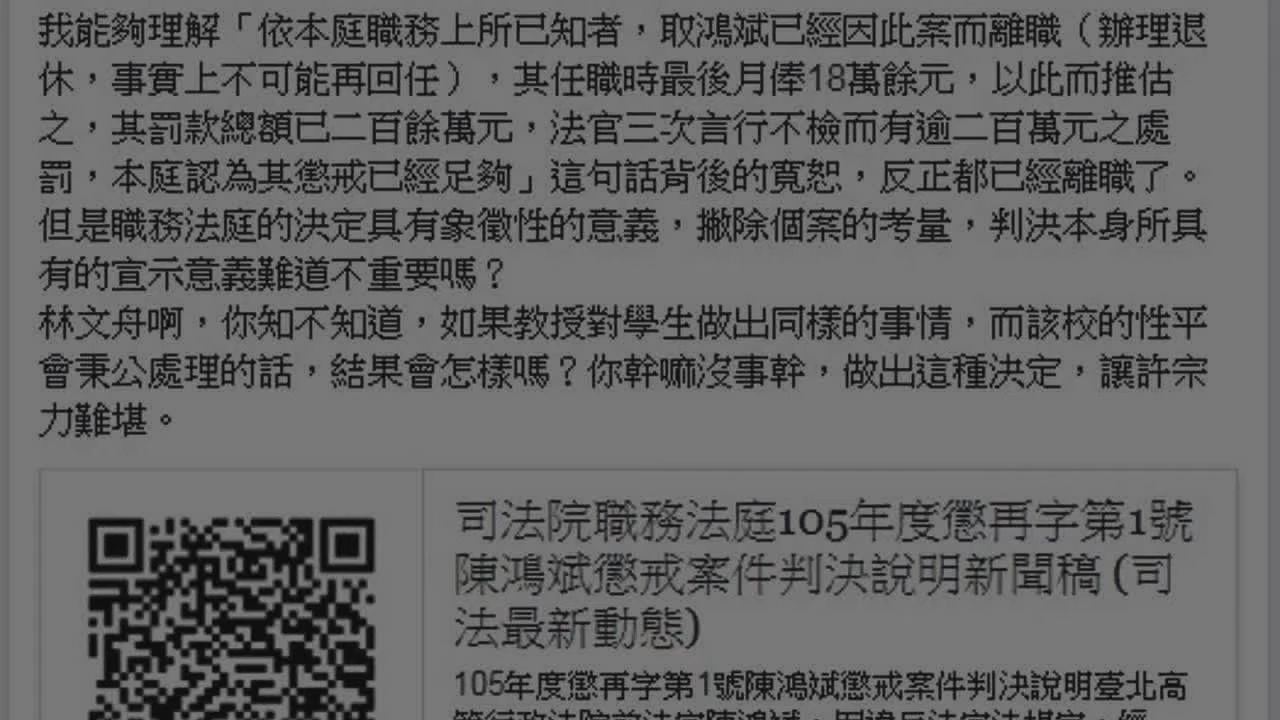 我能夠理解「依本庭職務上所已知者，取鴻斌已經因此案而離職（辦理退
休，事實上不可能再回任），其任職時最後月俸18萬餘元，以此而推估
之，其罰款總額已二百餘萬元，法官三次言行不檢而有逾二百萬元之處
罰，本庭認為其懲戒已經足夠」這句話背後的寬恕，反正都已經離職了。
但是職務法庭的決定具有象徵性的意義，撇除個案的考量，判決本身所具
有的宣示意義難道不重要嗎？
林文舟啊，你知不知道，如果教授對學生做出同樣的事情，而該校的性平
會秉公處理的話，結果會怎樣嗎？你幹嘛沒事幹，做出這種決定，讓許宗
力難堪。
司法院職務法庭105年度懲再字第1號
陳鴻斌懲戒案件判決說明新聞稿 (司
法最新動態)
105年度懲再字第1號陳鴻斌懲戒案件判決說明臺北高